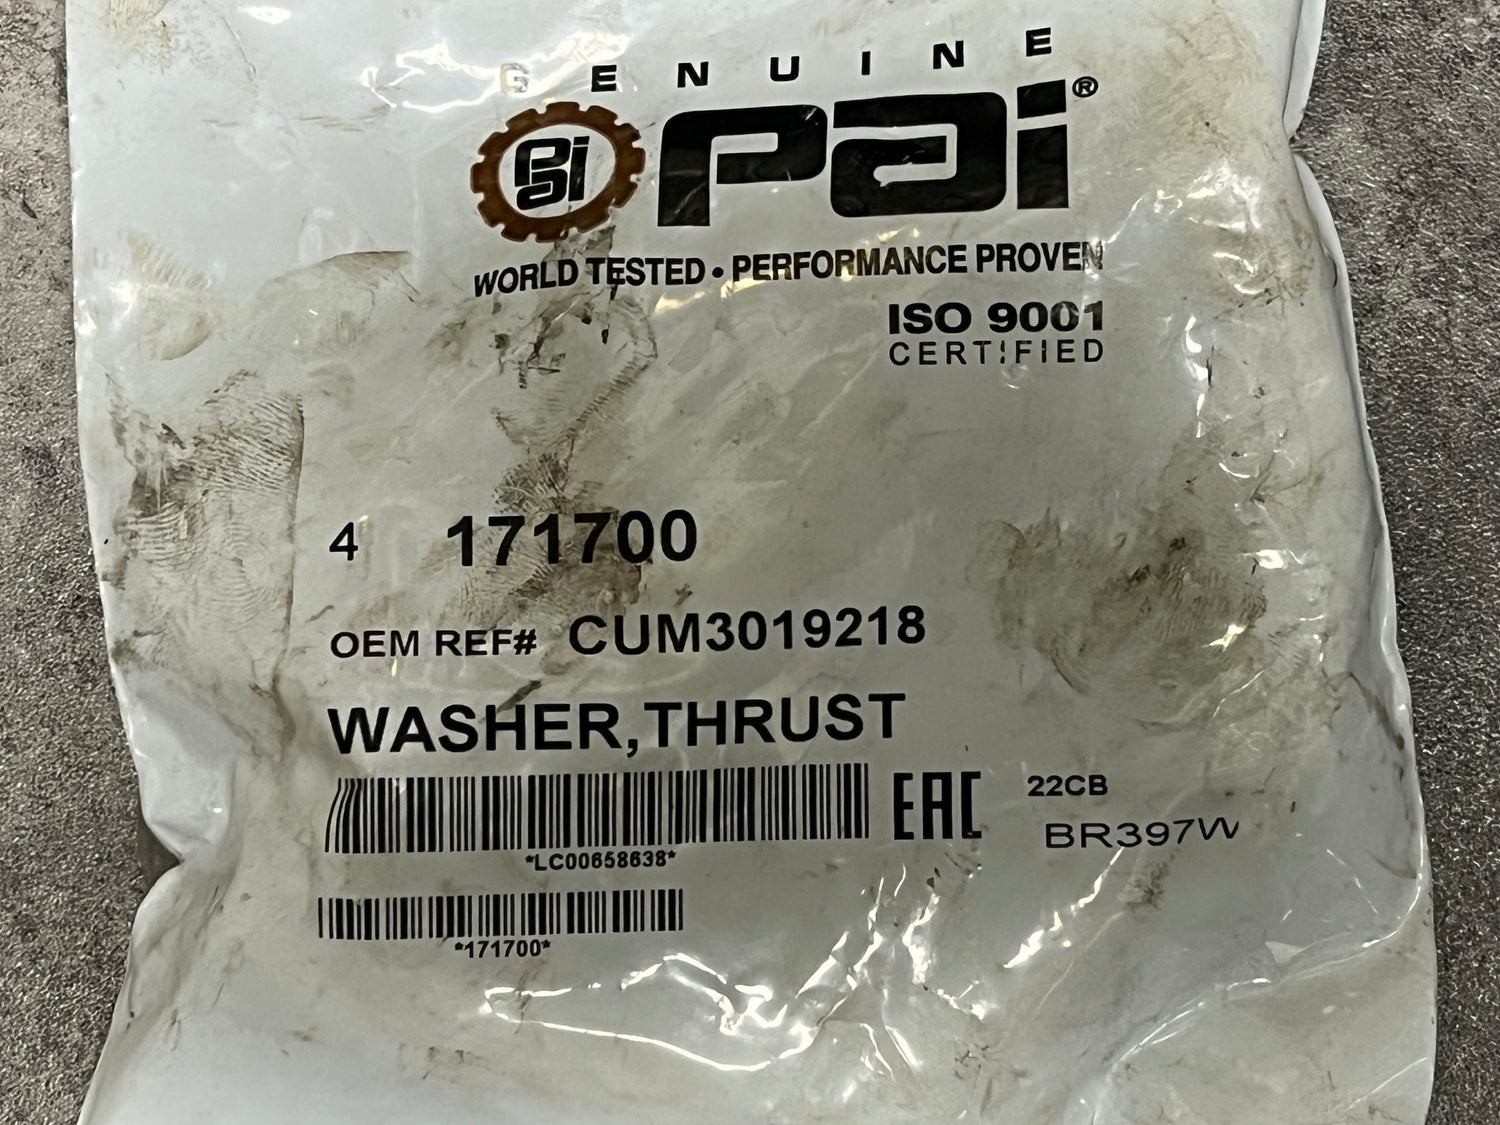 GENUINE
pai pai®
WORLD TESTED • PERFORMANCE PROVEN
ISO 9001
CERTIFIED
4 171700
OEM REF# CUM3019218
WASHER,THRUST
EAC 22CB
BR397W
*LC00658638*
*171700*